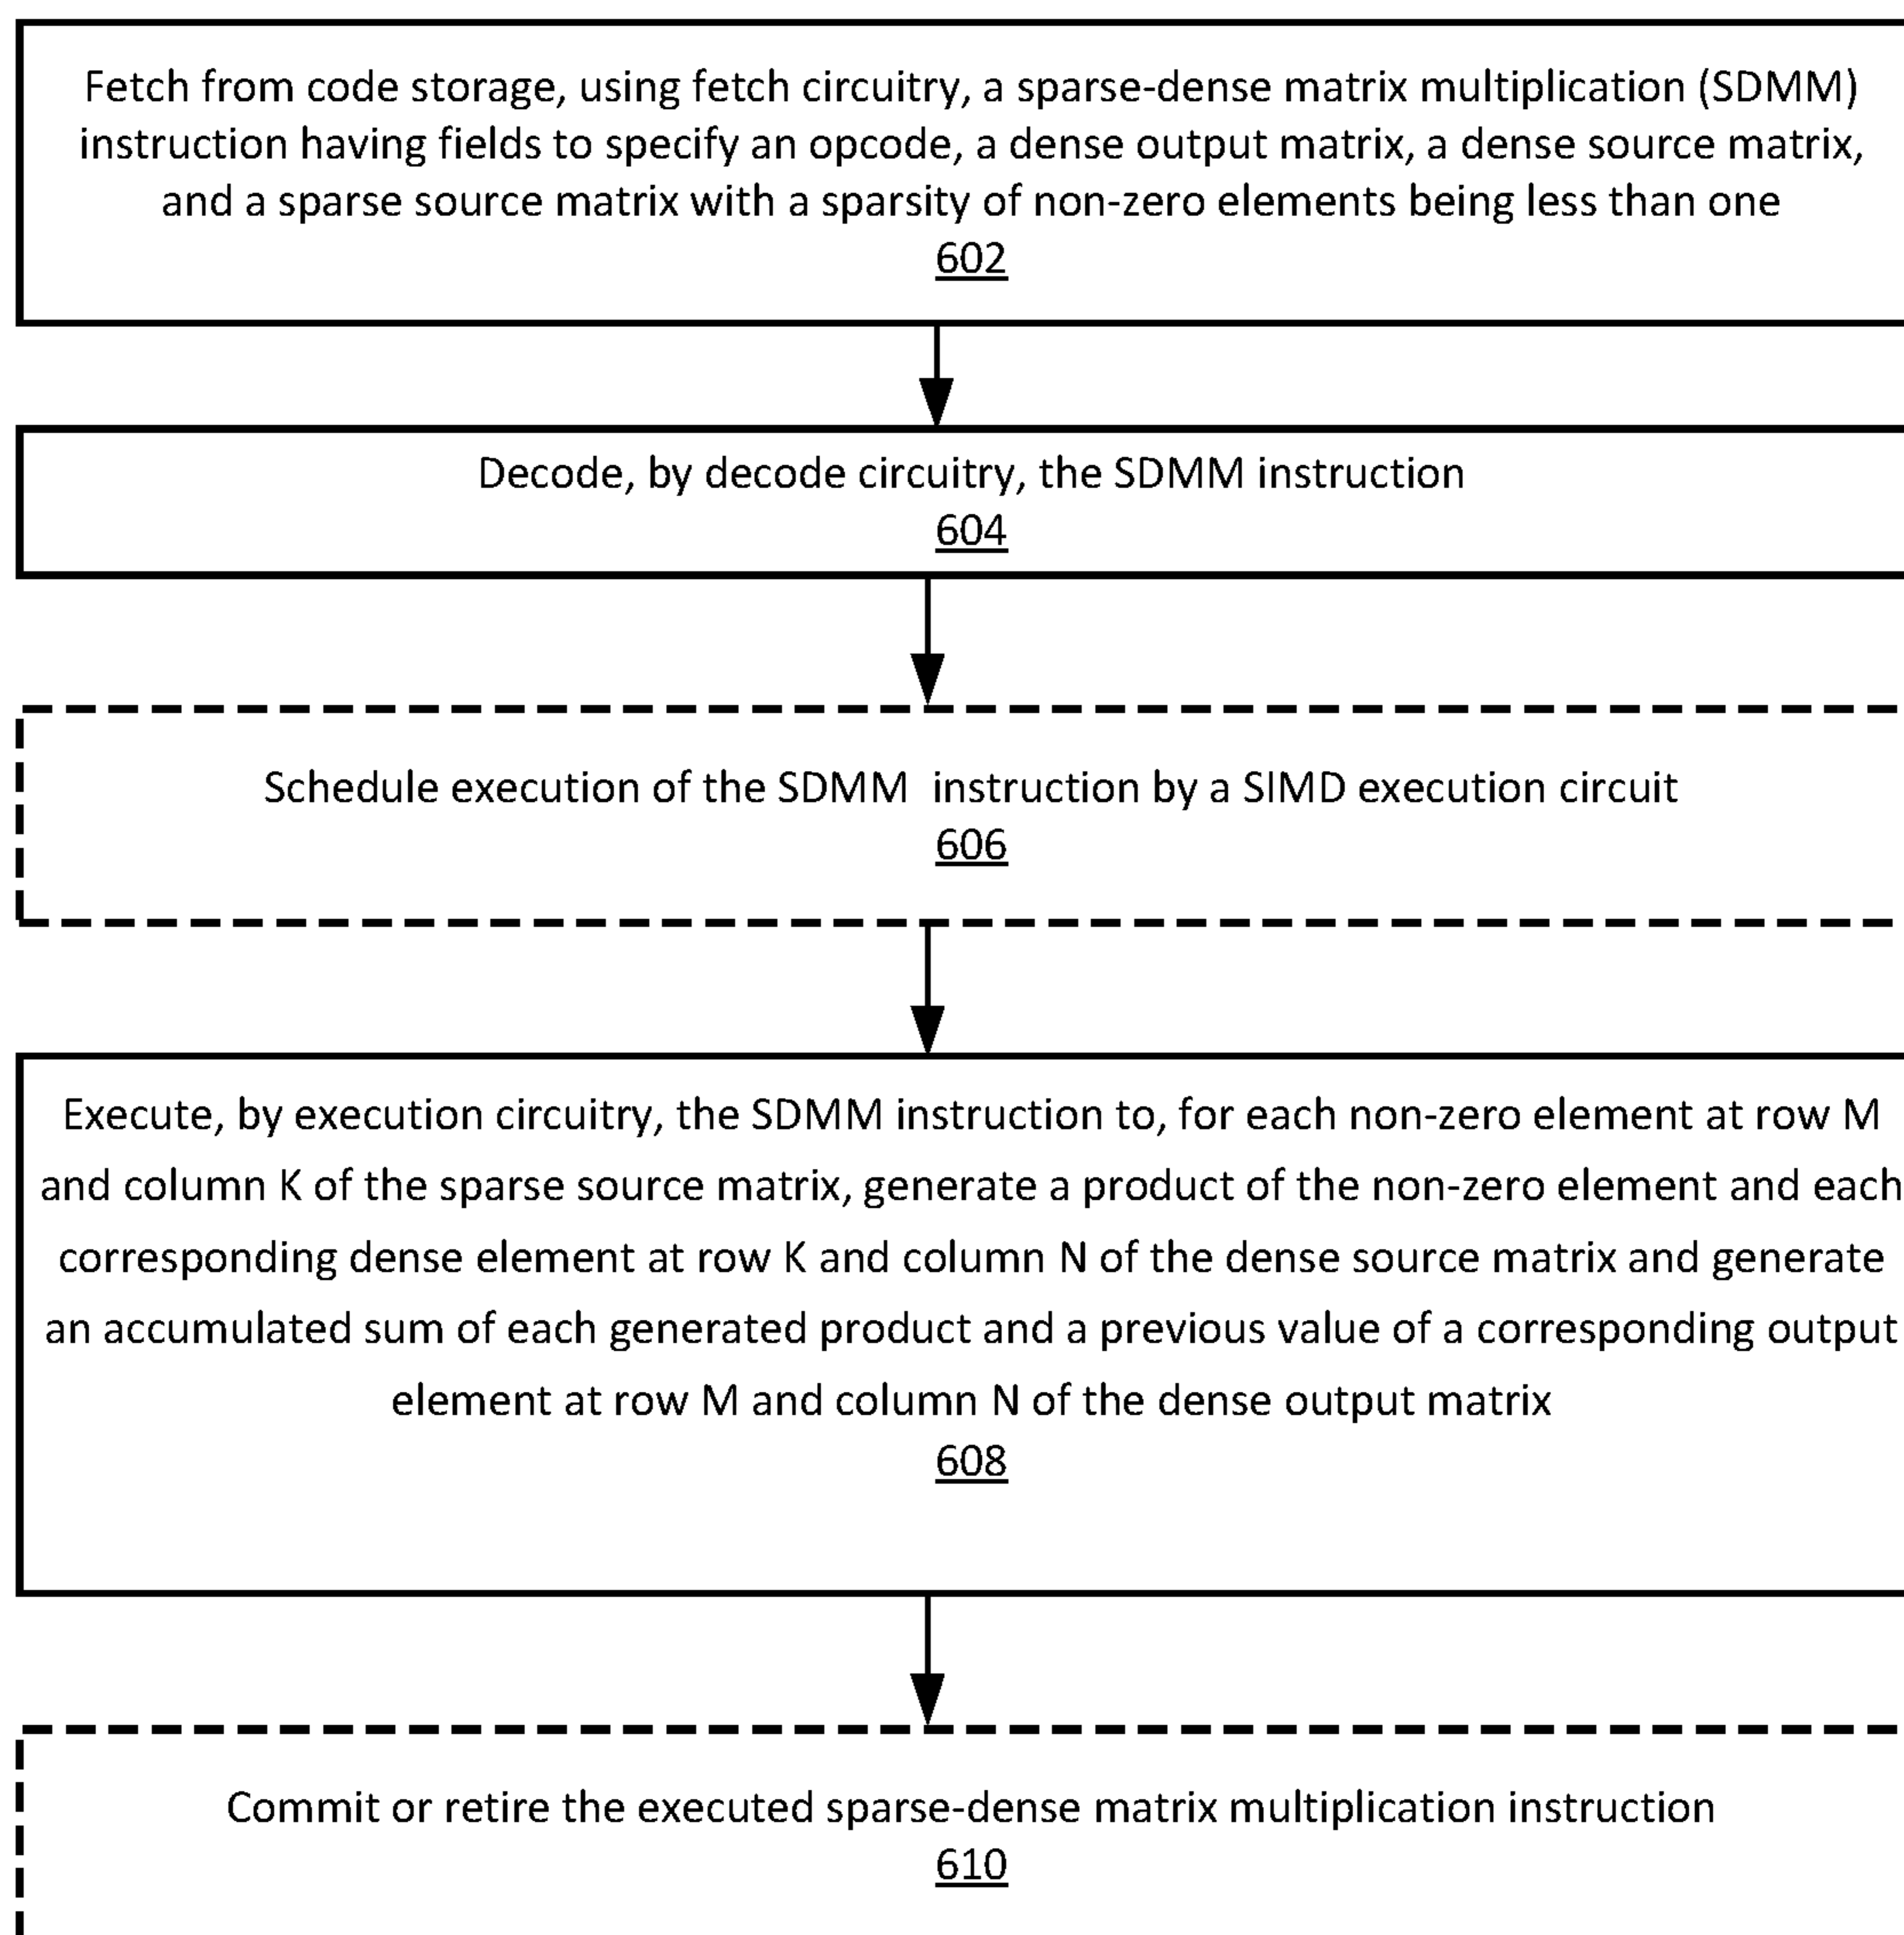 Fetch from code storage, using fetch circuitry, a sparse-dense matrix multiplication (SDMM)
instruction having fields to specify an opcode, a dense output matrix, a dense source matrix,
and a sparse source matrix with a sparsity of non-zero elements being less than one
602
Decode, by decode circuitry, the SDMM instruction
604
Schedule execution of the SDMM instruction by a SIMD execution circuit
606
Execute, by execution circuitry, the SDMM instruction to, for each non-zero element at row M
and column K of the sparse source matrix, generate a product of the non-zero element and each
corresponding dense element at row K and column N of the dense source matrix and generate
an accumulated sum of each generated product and a previous value of a corresponding output
element at row M and column N of the dense output matrix
608
Commit or retire the executed sparse-dense matrix multiplication instruction
610